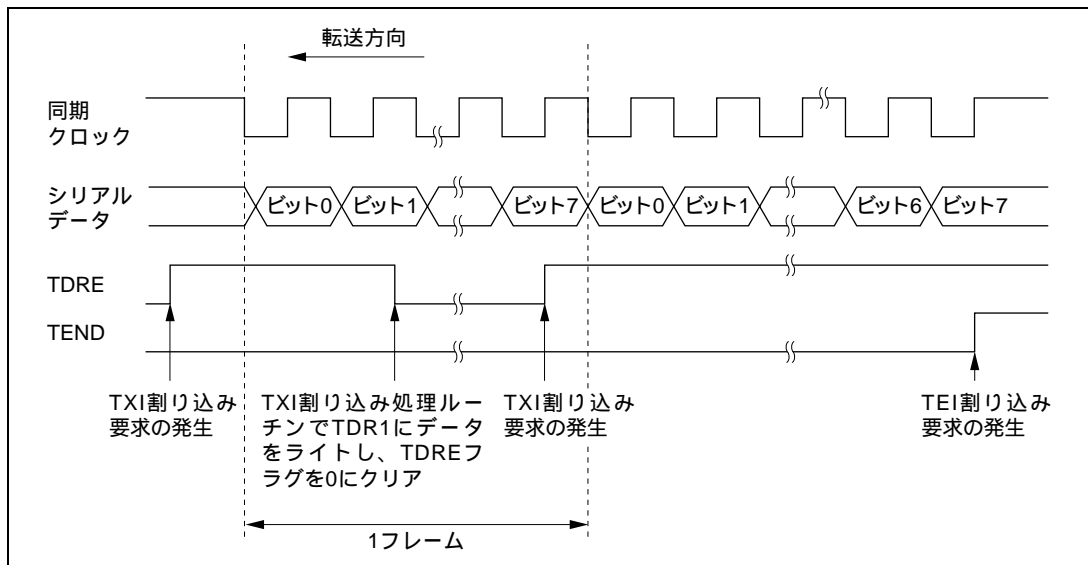 転送方向
同期
クロック
シリアル
データ
ビット0
ビット1
ビット7
ビット0
ビット1
ビット6
ビット7
TDRE
TEND
TXI割り込み
要求の発生
TXI割り込み処理ルー
チンでTDR1にデータ
をライトし、TDREフ
ラグを0にクリア
TXI割り込み
要求の発生
TEI割り込み
要求の発生
1フレーム